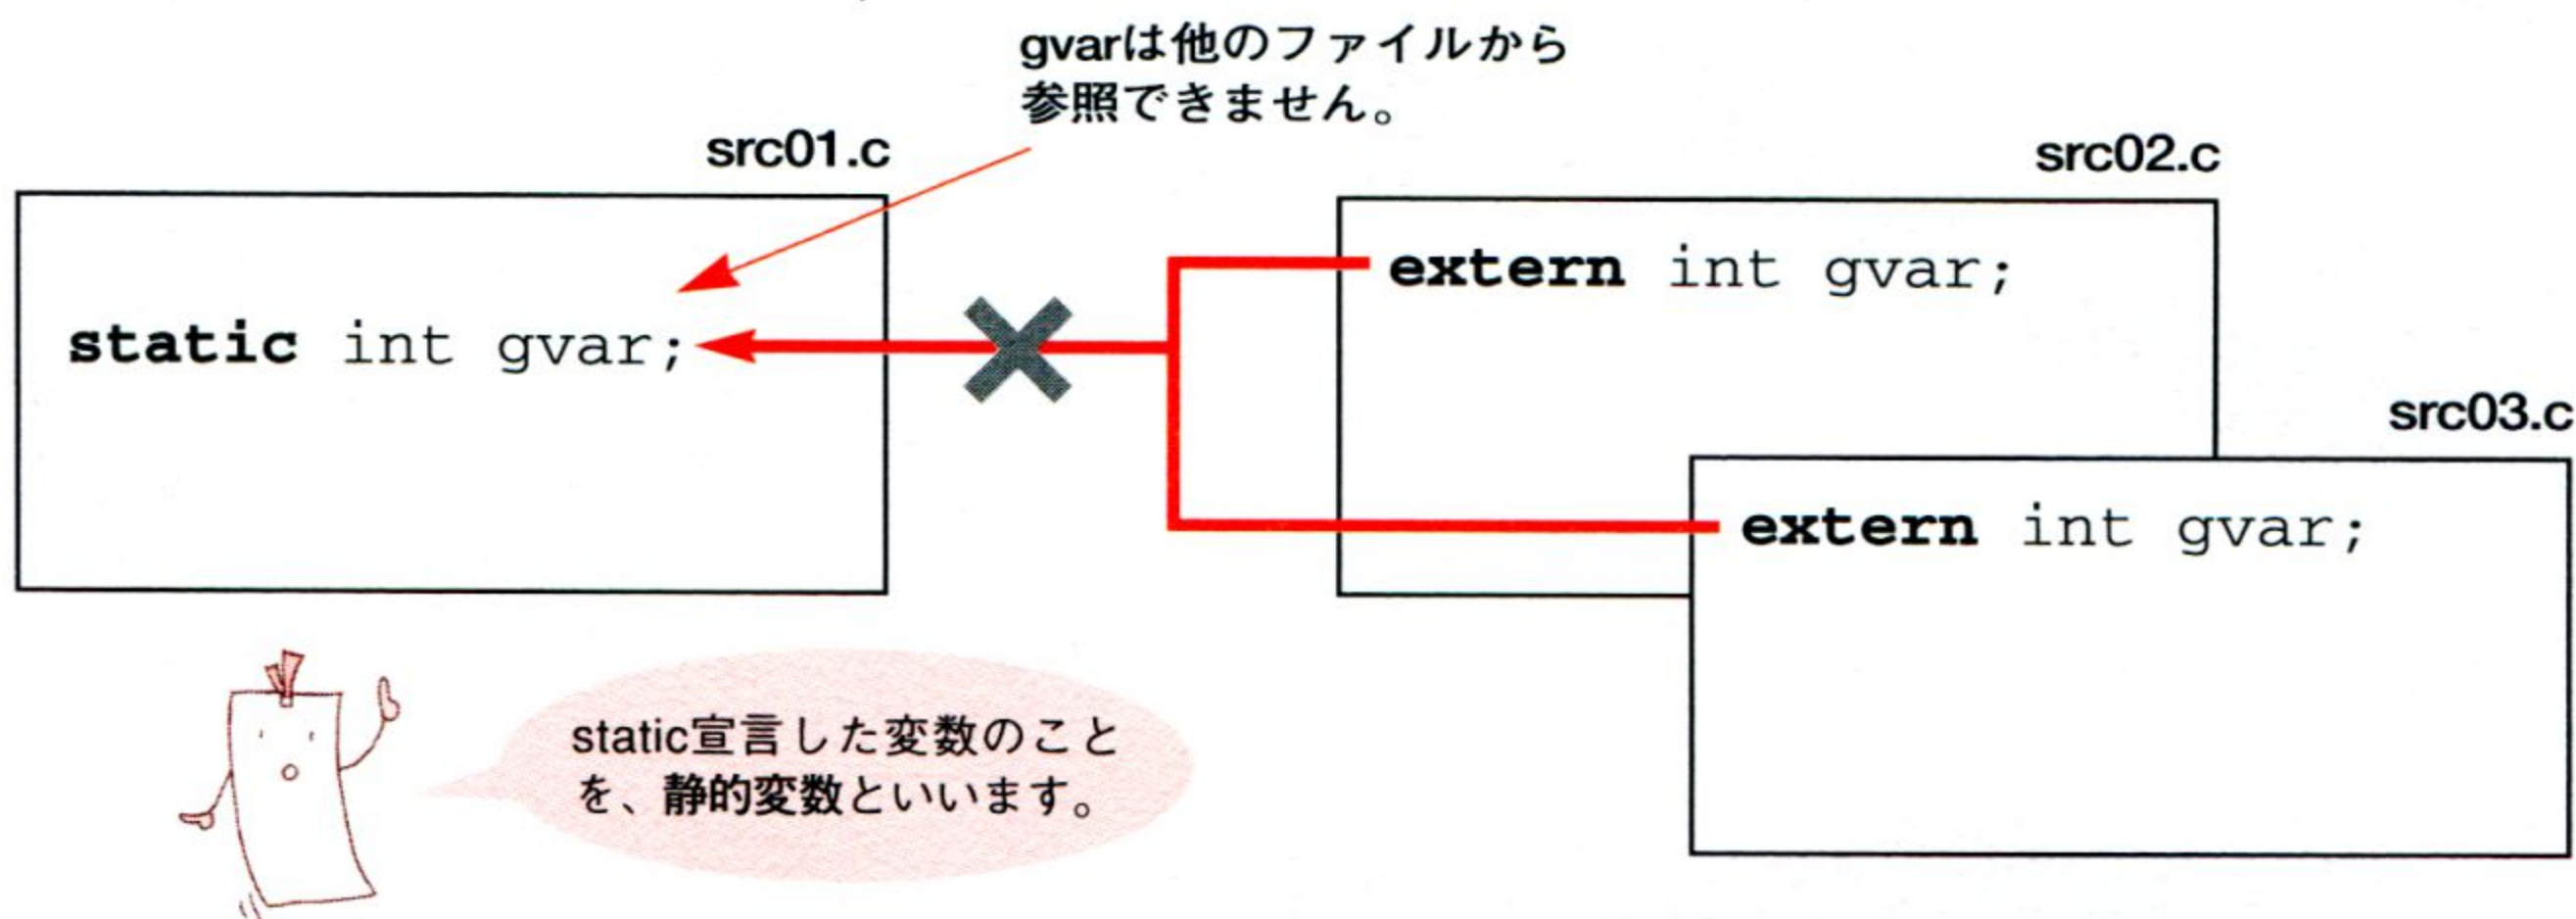 gvarは他のファイルから
参照できません。
src01.c
static int gvar;
src02.c
extern int gvar;
src03.c
extern int gvar;
static宣言した変数のこと
を、静的変数といいます。